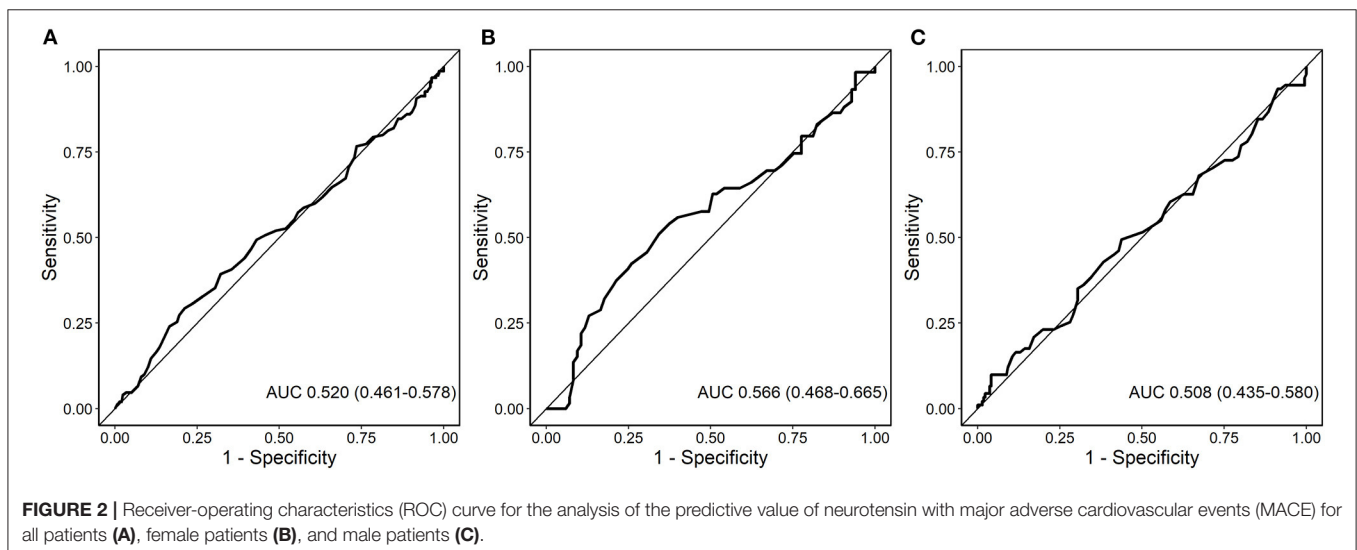 A
Sensitivity
1.00
0.75
0.50
0.25
0.00
AUC 0.520 (0.461-0.578)
0.00 0.25 0.50 0.75 1.00
1 - Specificity
B
Sensitivity
1.00
0.75
0.50
0.25
0.00
AUC 0.566 (0.468-0.665)
0.00 0.25 0.50 0.75 1.00
1 - Specificity
C
Sensitivity
1.00
0.75
0.50
0.25
0.00
AUC 0.508 (0.435-0.580)
0.00 0.25 0.50 0.75 1.00
1 - Specificity
FIGURE 2 | Receiver-operating characteristics (ROC) curve for the analysis of the predictive value of neurotensin with major adverse cardiovascular events (MACE) for
all patients (A), female patients (B), and male patients (C).